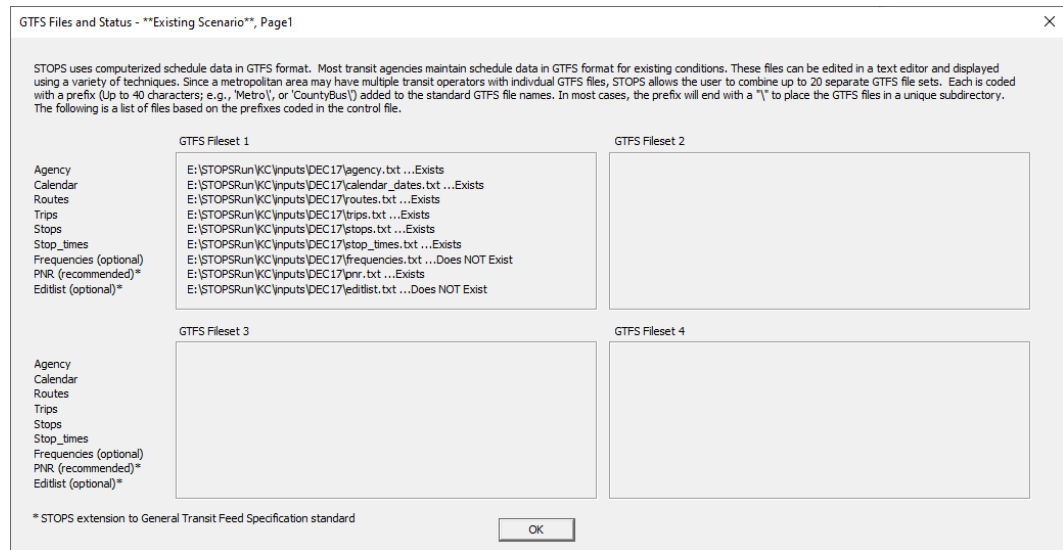 GTFS Files and Status - **Existing Scenario**, Page1
STOPS uses computerized schedule data in GTFS format.  Most transit agencies maintain schedule data in GTFS format for existing conditions. These files can be edited in a text editor and displayed
using a variety of techniques. Since a metropolitan area may have multiple transit operators with indivdual GTFS files, STOPS allows the user to combine up to 20 separate GTFS file sets.  Each is coded
with a prefix (Up to 40 characters; e.g., 'Metro\', or 'CountyBus\') added to the standard GTFS file names. In most cases, the prefix will end with a "\" to place the GTFS files in a unique subdirectory.
The following is a list of files based on the prefixes coded in the control file.
GTFS Fileset 1
GTFS Fileset 2
Agency E:\STOPSRun\KC\inputs\DEC17\agency.txt ...Exists
Calendar E:\STOPSRun\KC\inputs\DEC17\calendar_dates.txt ...Exists
Routes E:\STOPSRun\KC\inputs\DEC17\routes.txt ...Exists
Trips E:\STOPSRun\KC\inputs\DEC17\trips.txt ...Exists
Stops E:\STOPSRun\KC\inputs\DEC17\stops.txt ...Exists
Stop_times E:\STOPSRun\KC\inputs\DEC17\stop_times.txt ...Exists
Frequencies (optional) E:\STOPSRun\KC\inputs\DEC17\frequencies.txt ...Does NOT Exist
PNR (recommended)* E:\STOPSRun\KC\inputs\DEC17\pnr.txt ...Exists
Editlist (optional)* E:\STOPSRun\KC\inputs\DEC17\editlist.txt ...Does NOT Exist
GTFS Fileset 3
GTFS Fileset 4
Agency
Calendar
Routes
Trips
Stops
Stop_times
Frequencies (optional)
PNR (recommended)*
Editlist (optional)*
* STOPS extension to General Transit Feed Specification standard
OK